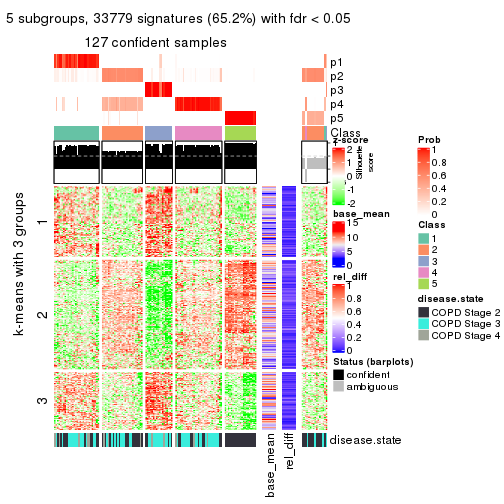 5 subgroups, 33779 signatures (65.2%) with fdr < 0.05
127 confident samples
p1
p2
p3
p4
p5
Class
k-means with 3 groups
1
2
3
Silhouette
score
z-score
2
1
0
-1
-2
base_mean
15
10
5
0
rel_diff
1
0.8
0.6
0.4
0.2
0
Status (barplots)
confident
ambiguous
Prob
1
0.8
0.6
0.4
0.2
0
Class
1
2
3
4
5
disease.state
COPD Stage 2
COPD Stage 3
COPD Stage 4
disease.state
base_mean
rel_diff